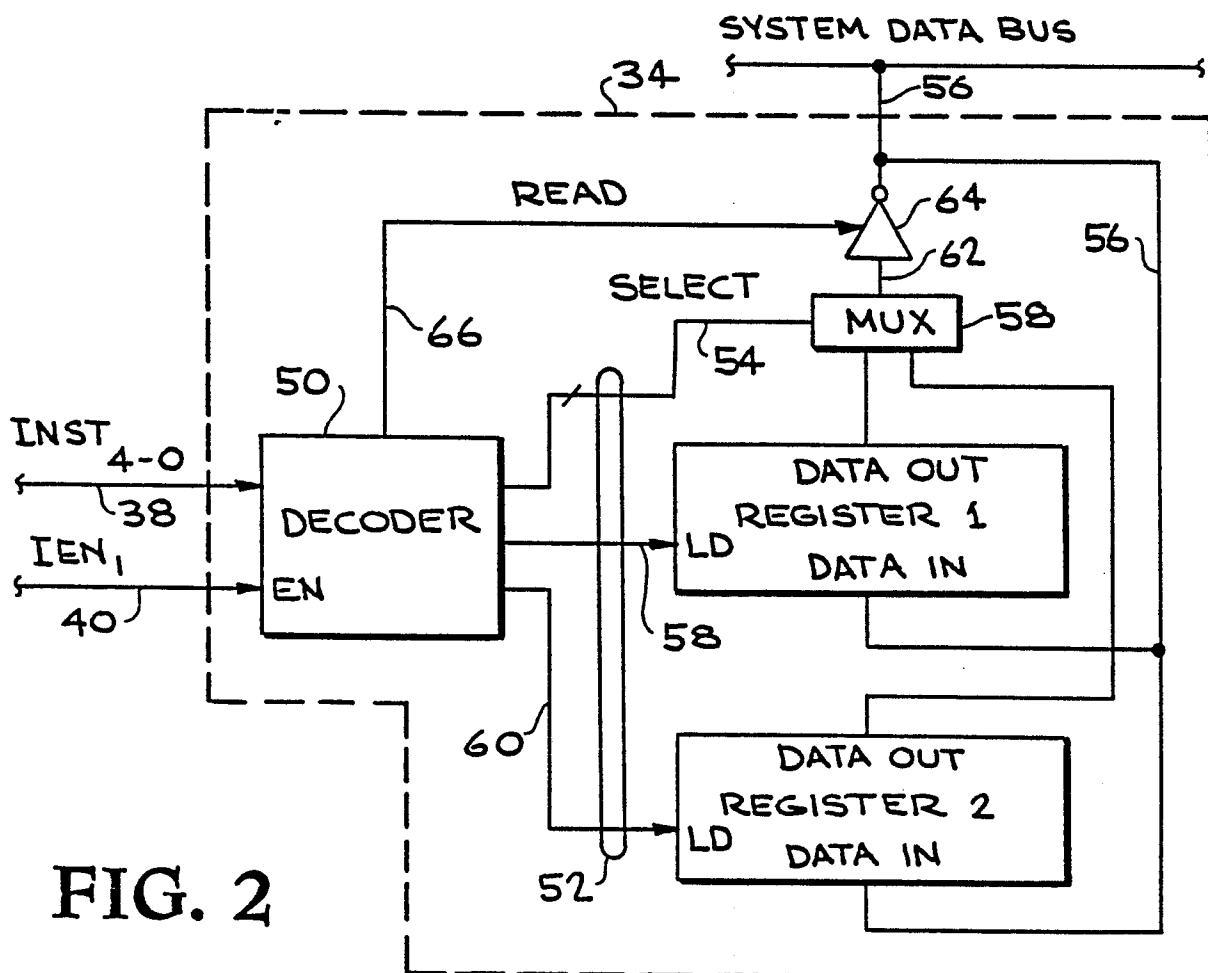 SYSTEM DATA BUS
34
56
READ
64
56
62
SELECT
MUX
58
66
54
50
INST4-0
38
DECODER
DATA OUT
REGISTER 1
LD
DATA IN
IEN1
EN
40
58
60
DATA OUT
REGISTER 2
LD
DATA IN
52
FIG. 2